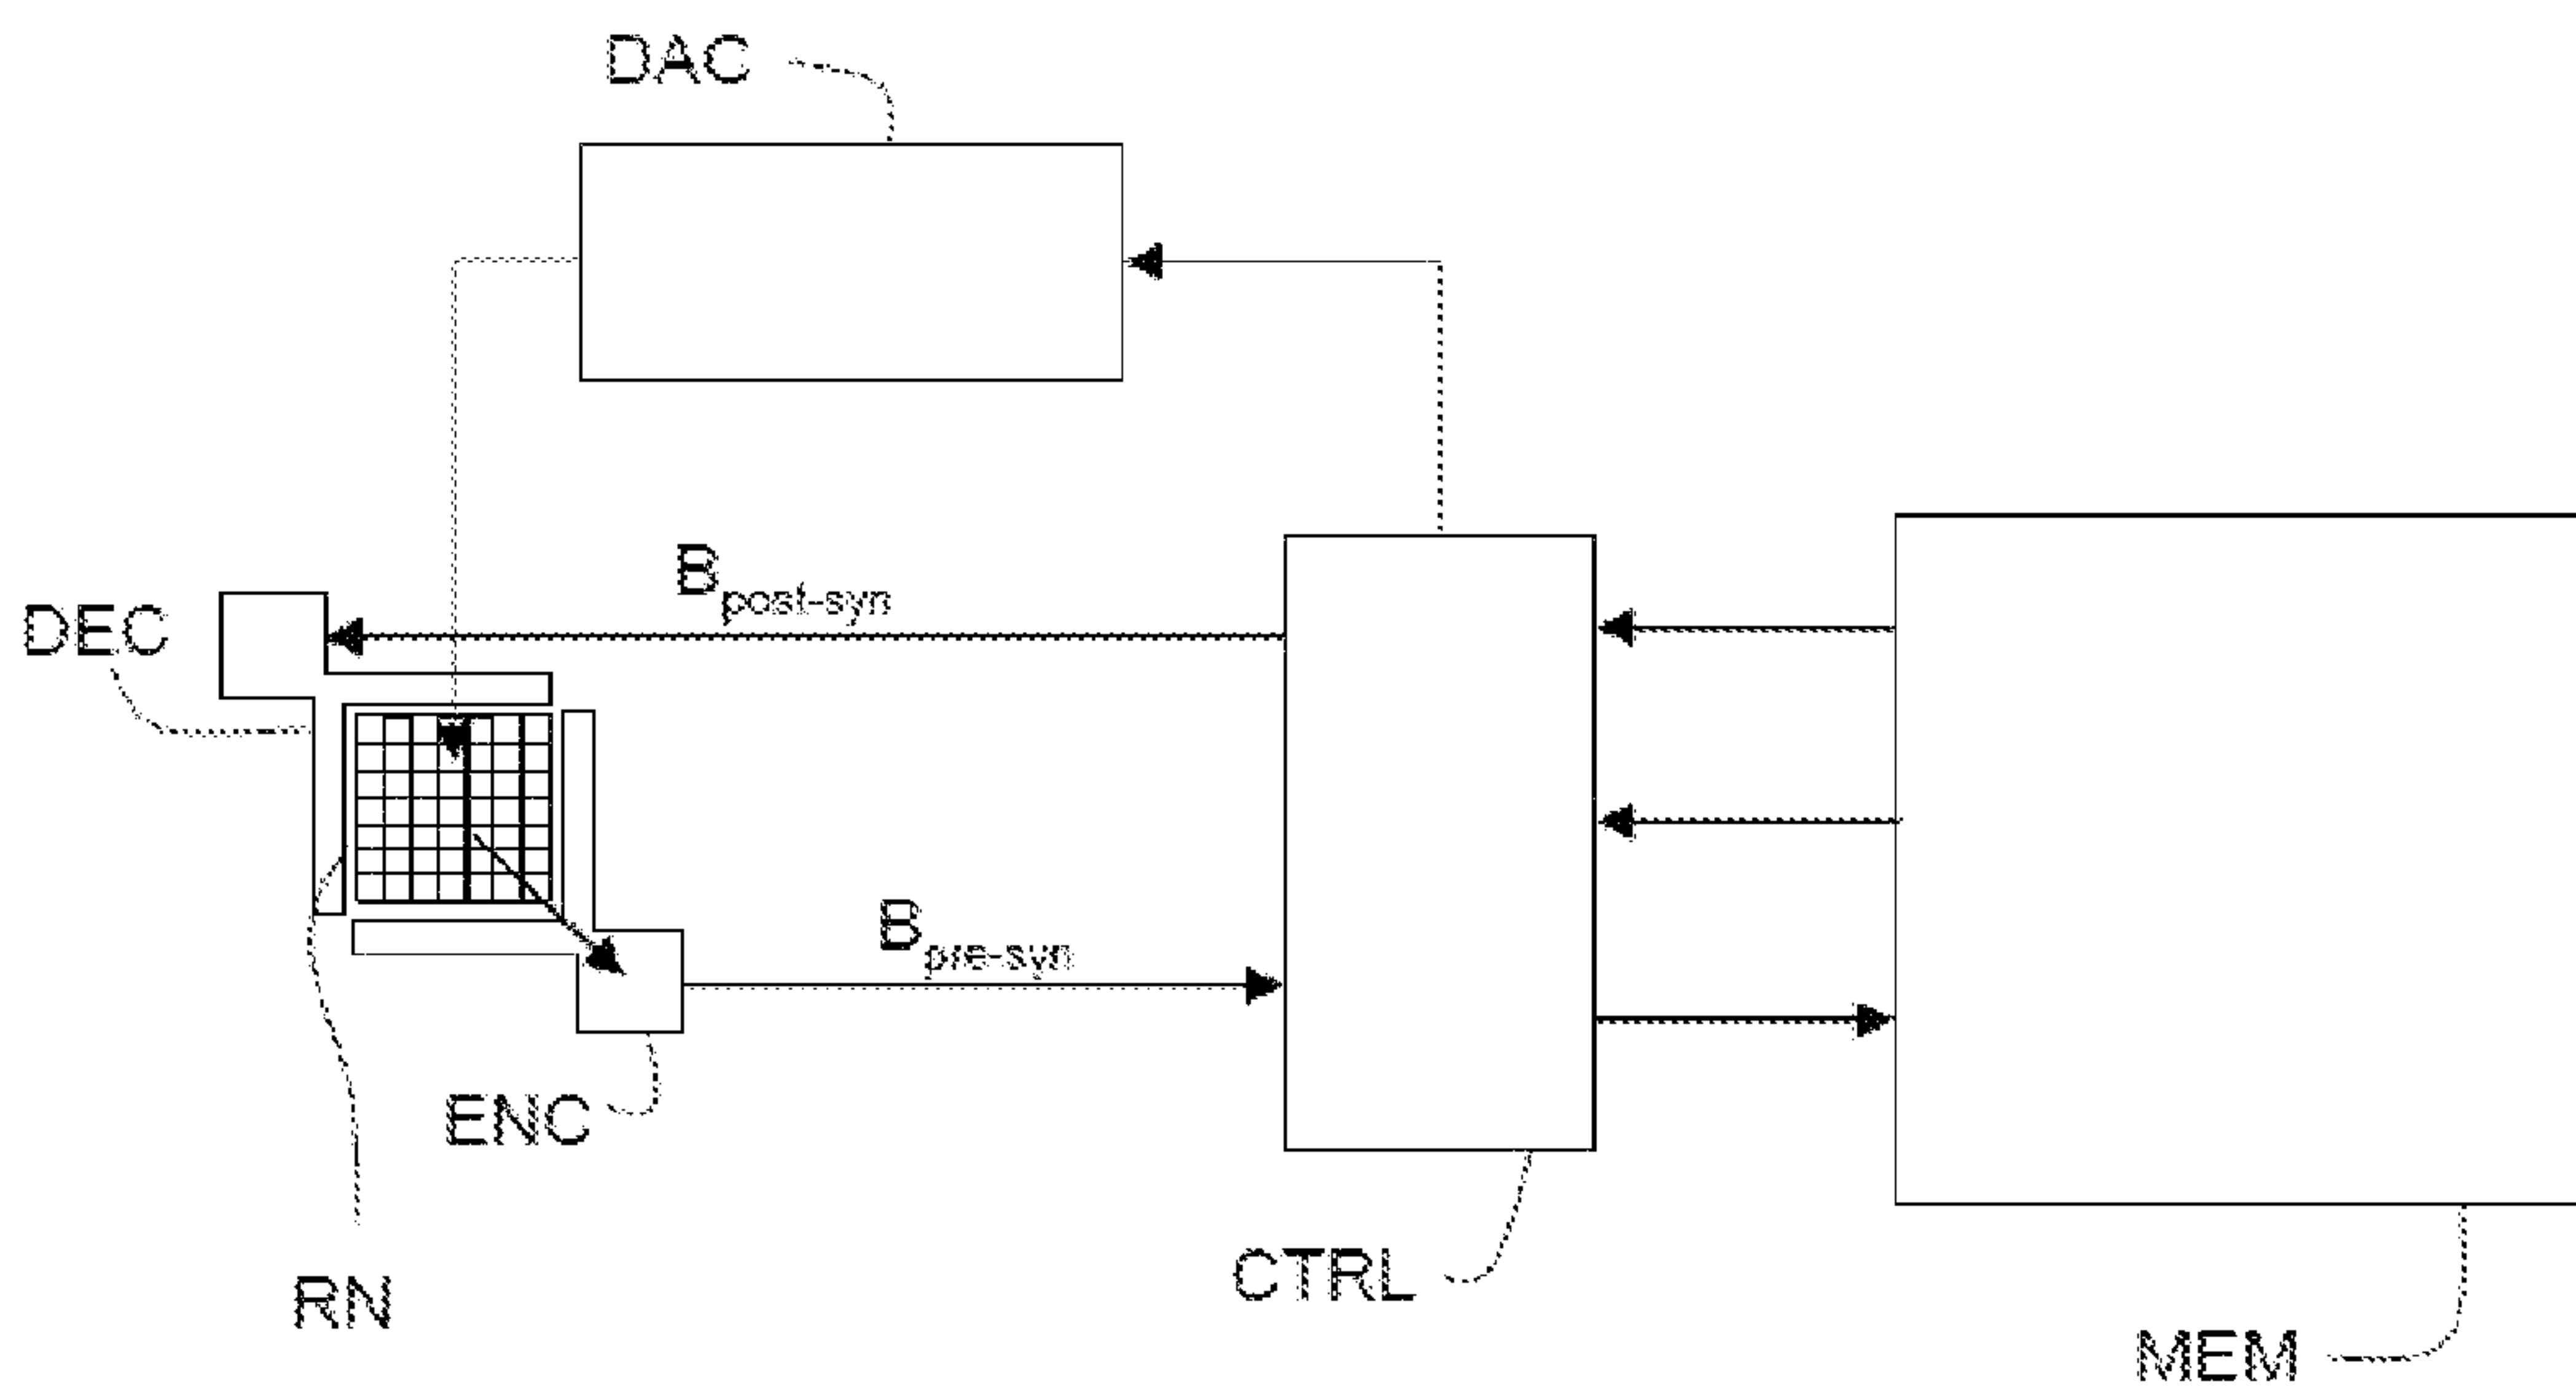 DAC
B post-syn
DEC
B pre-syn
ENC
CTRL
RN
MEM